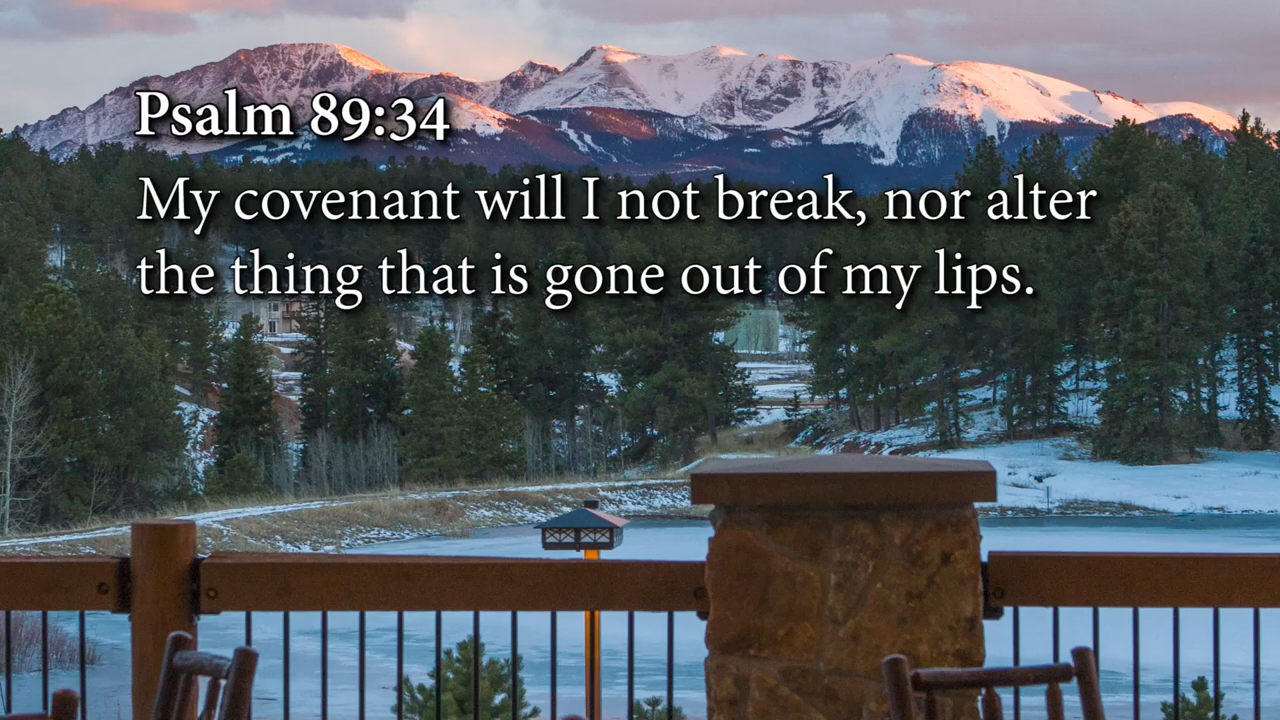 Psalm 89:34
My covenant will I not break, nor alter
the thing that is gone out of my lips.